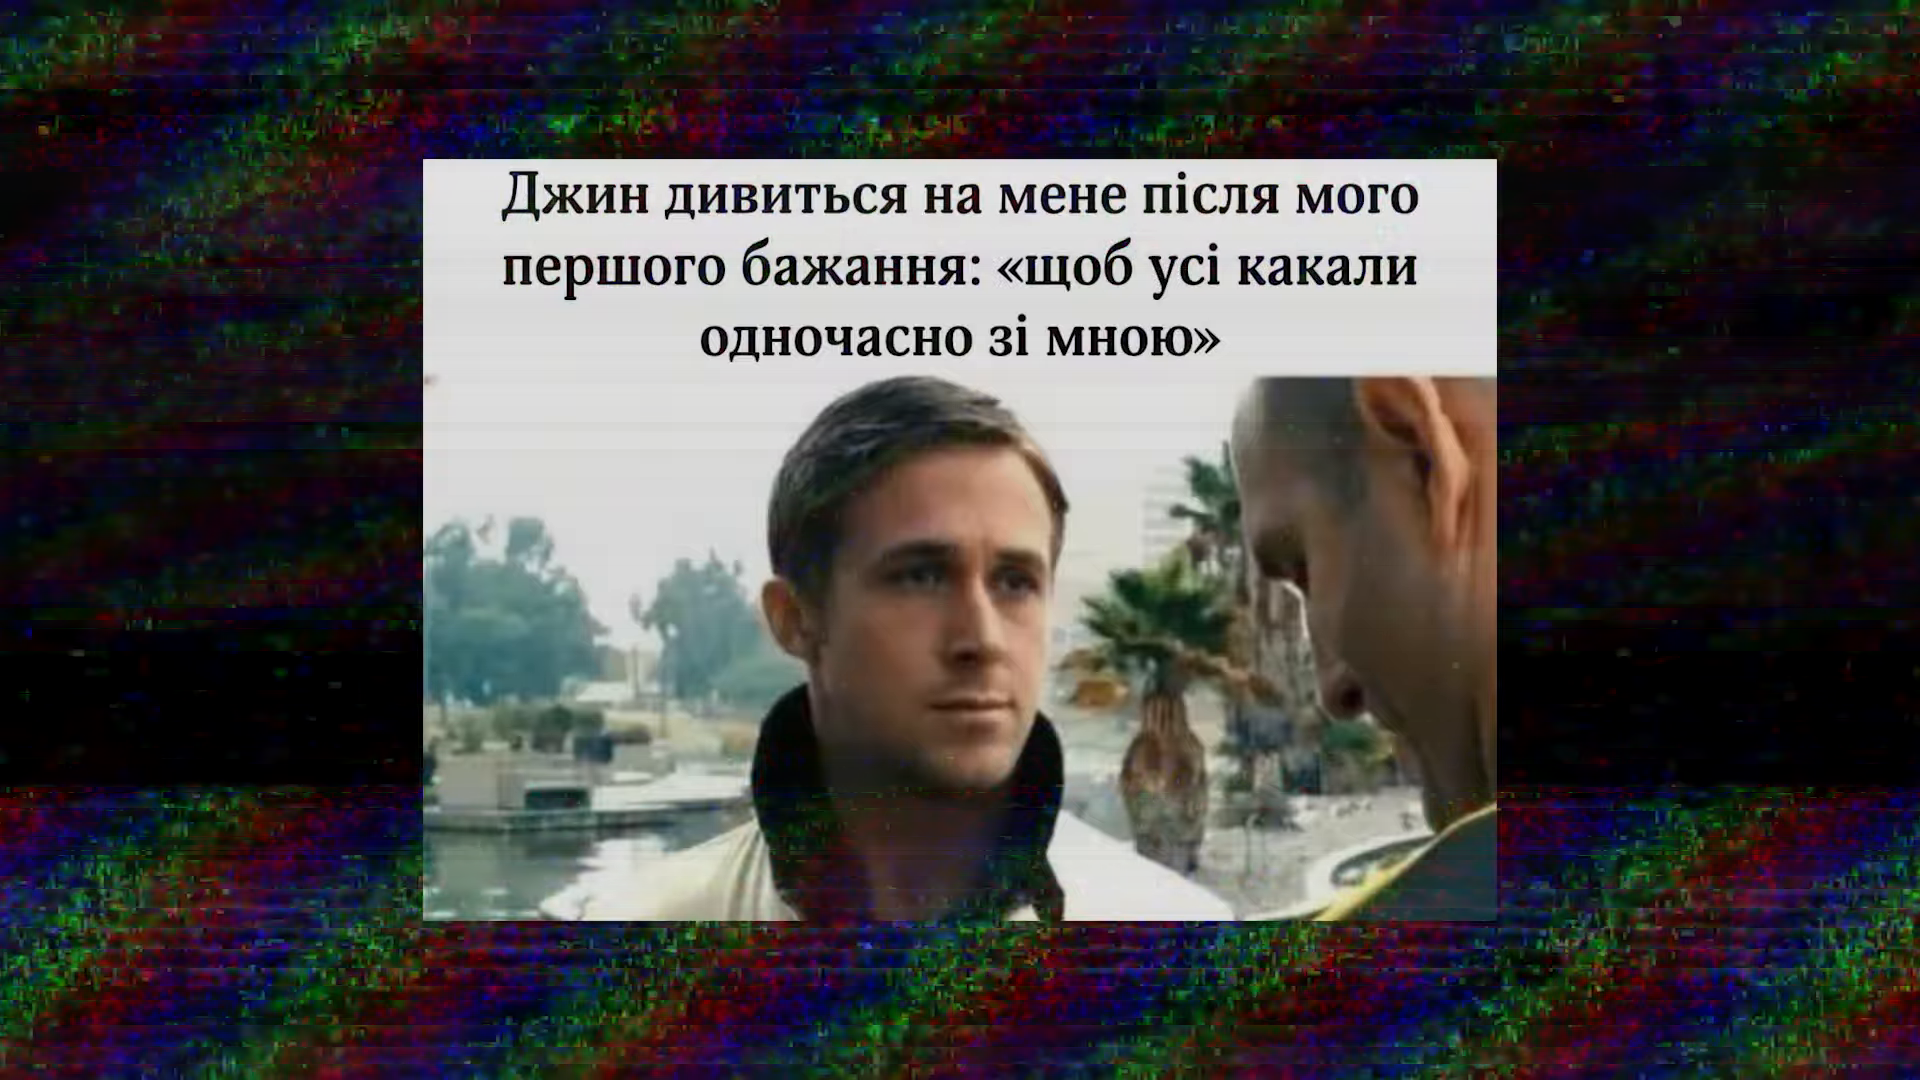 Джин дивиться на мене після мого
першого бажання: «щоб усі какали
одночасно зі мною»